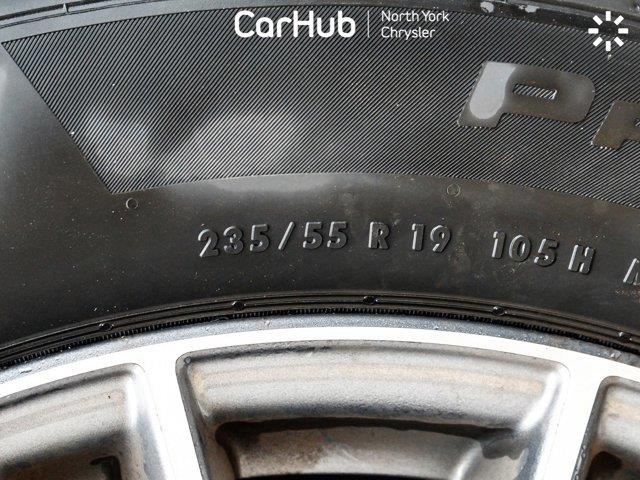 CarHub
North York
Chrysler
235/55 R 19 105 H